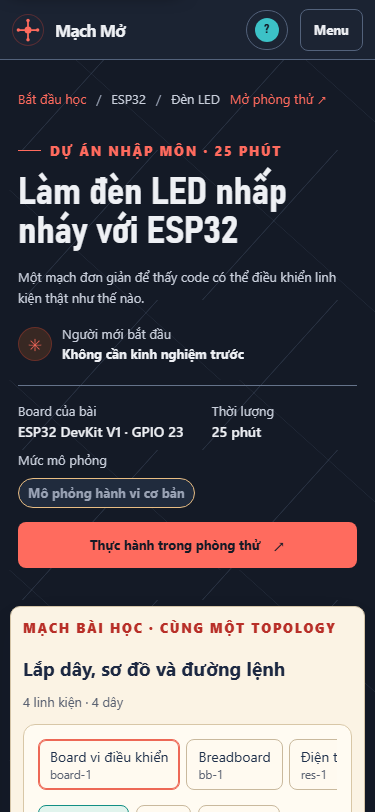 Mạch Mở
?
Menu
Bắt đầu học / ESP32 / Đèn LED Mở phòng thử ↗
DỰ ÁN NHẬP MÔN · 25 PHÚT
Làm đèn LED nhấp
nháy với ESP32
Một mạch đơn giản để thấy code có thể điều khiển linh
kiện thật như thế nào.
Người mới bắt đầu
Không cần kinh nghiệm trước
Board của bài
ESP32 DevKit V1 · GPIO 23
Thời lượng
25 phút
Mức mô phỏng
Mô phỏng hành vi cơ bản
Thực hành trong phòng thử ↗
MẠCH BÀI HỌC · CÙNG MỘT TOPOLOGY
Lắp dây, sơ đồ và đường lệnh
4 linh kiện · 4 dây
Board vi điều khiển
board-1
Breadboard
bb-1
Điện t
res-1